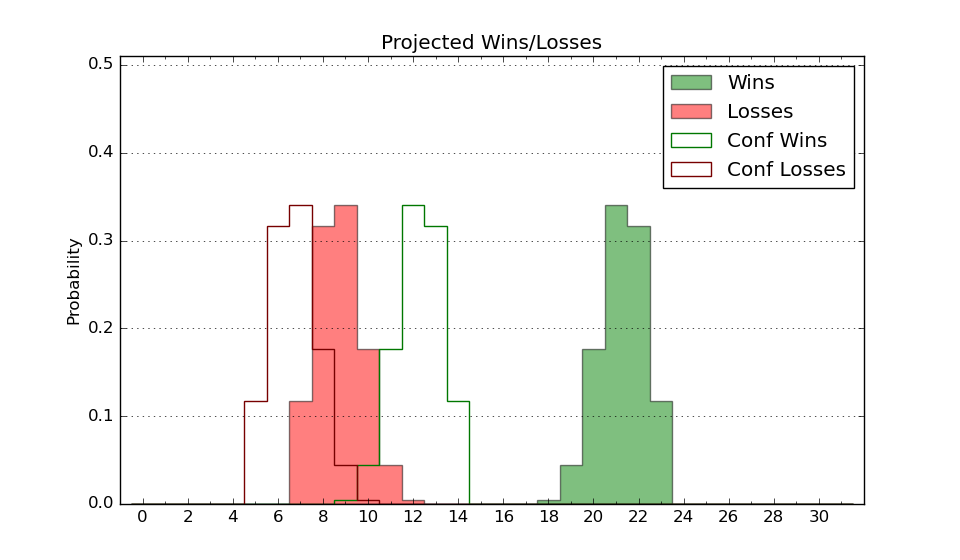 Projected Wins/Losses
Probability
0.5
0.4
0.3
0.2
0.1
0.0
Wins
Losses
Conf Wins
Conf Losses
0 2 4 6 8 10 12 14 16 18 20 22 24 26 28 30